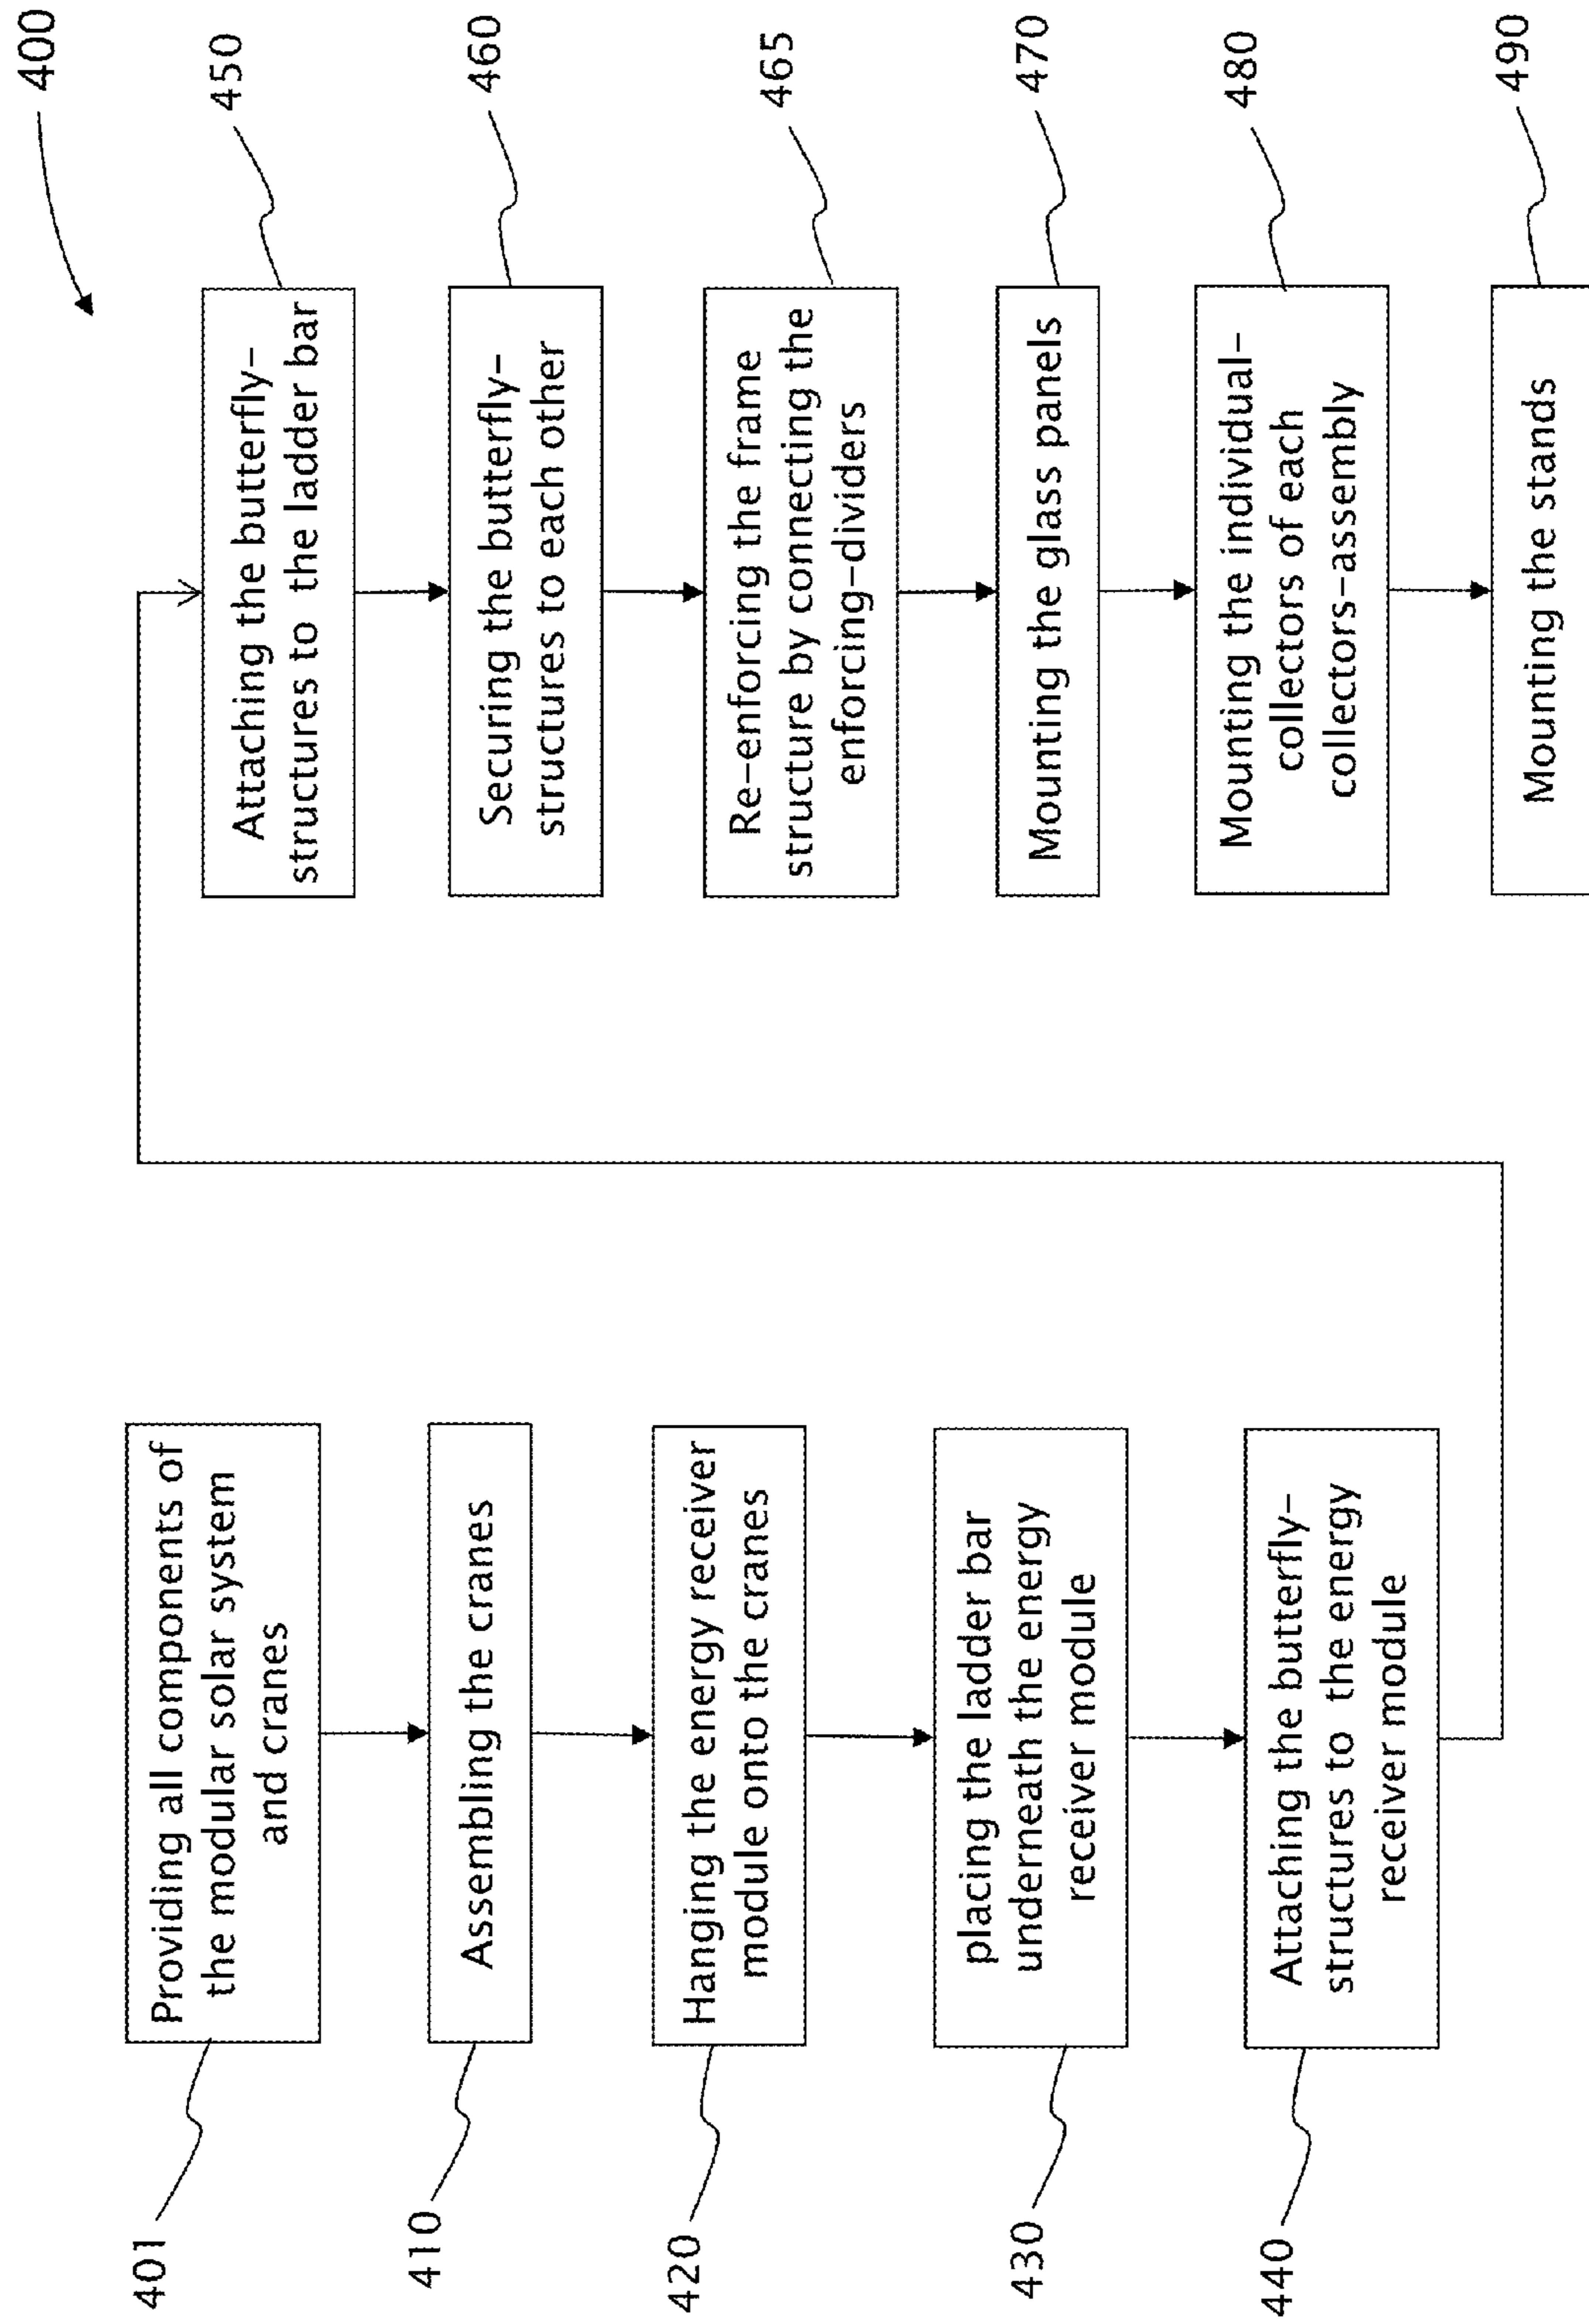 400
401
Providing all components of
the modular solar system
and cranes
410
Assembling the cranes
420
Hanging the energy receiver
module onto the cranes
430
placing the ladder bar
underneath the energy
receiver module
440
Attaching the butterfly-
structures to the energy
receiver module
450
Attaching the butterfly-
structures to the ladder bar
460
Securing the butterfly-
structures to each other
465
Re-enforcing the frame
structure by connecting the
enforcing-dividers
470
Mounting the glass panels
480
Mounting the individual-
collectors of each
collectors-assembly
490
Mounting the stands